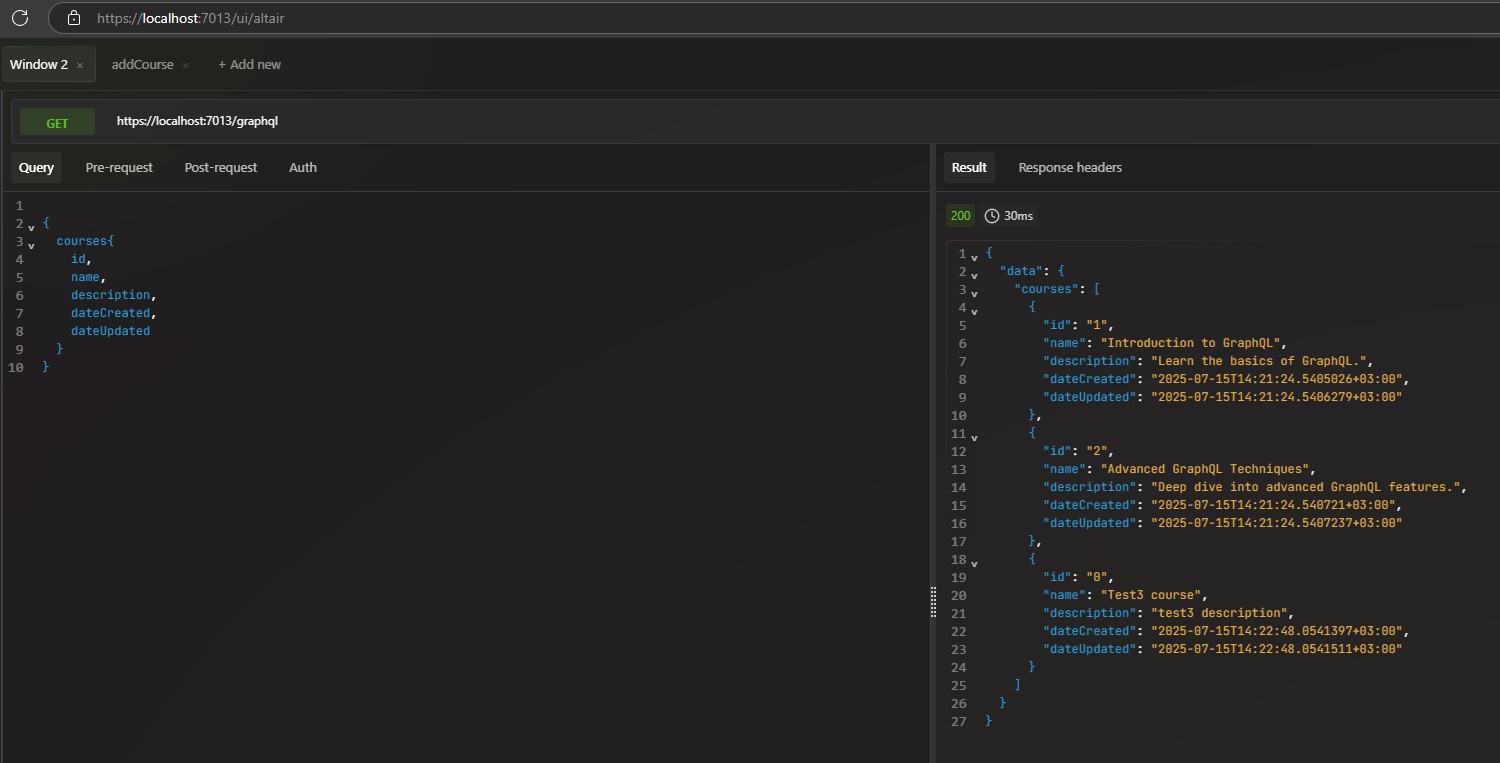 https://localhost:7013/ui/altair
Window 2 × addCourse × + Add new
GET https://localhost:7013/graphql
Query Pre-request Post-request Auth
1
2 {
3 courses{
4 id,
5 name,
6 description,
7 dateCreated,
8 dateUpdated
9 }
10 }
Result Response headers
200 30ms
1 {
2 "data": {
3 "courses": [
4 {
5 "id": "1",
6 "name": "Introduction to GraphQL",
7 "description": "Learn the basics of GraphQL.",
8 "dateCreated": "2025-07-15T14:21:24.5405026+03:00",
9 "dateUpdated": "2025-07-15T14:21:24.5406279+03:00"
10 },
11 {
12 "id": "2",
13 "name": "Advanced GraphQL Techniques",
14 "description": "Deep dive into advanced GraphQL features.",
15 "dateCreated": "2025-07-15T14:21:24.540721+03:00",
16 "dateUpdated": "2025-07-15T14:21:24.5407237+03:00"
17 },
18 {
19 "id": "0",
20 "name": "Test3 course",
21 "description": "test3 description",
22 "dateCreated": "2025-07-15T14:22:48.0541397+03:00",
23 "dateUpdated": "2025-07-15T14:22:48.0541511+03:00"
24 }
25 ]
26 }
27 }